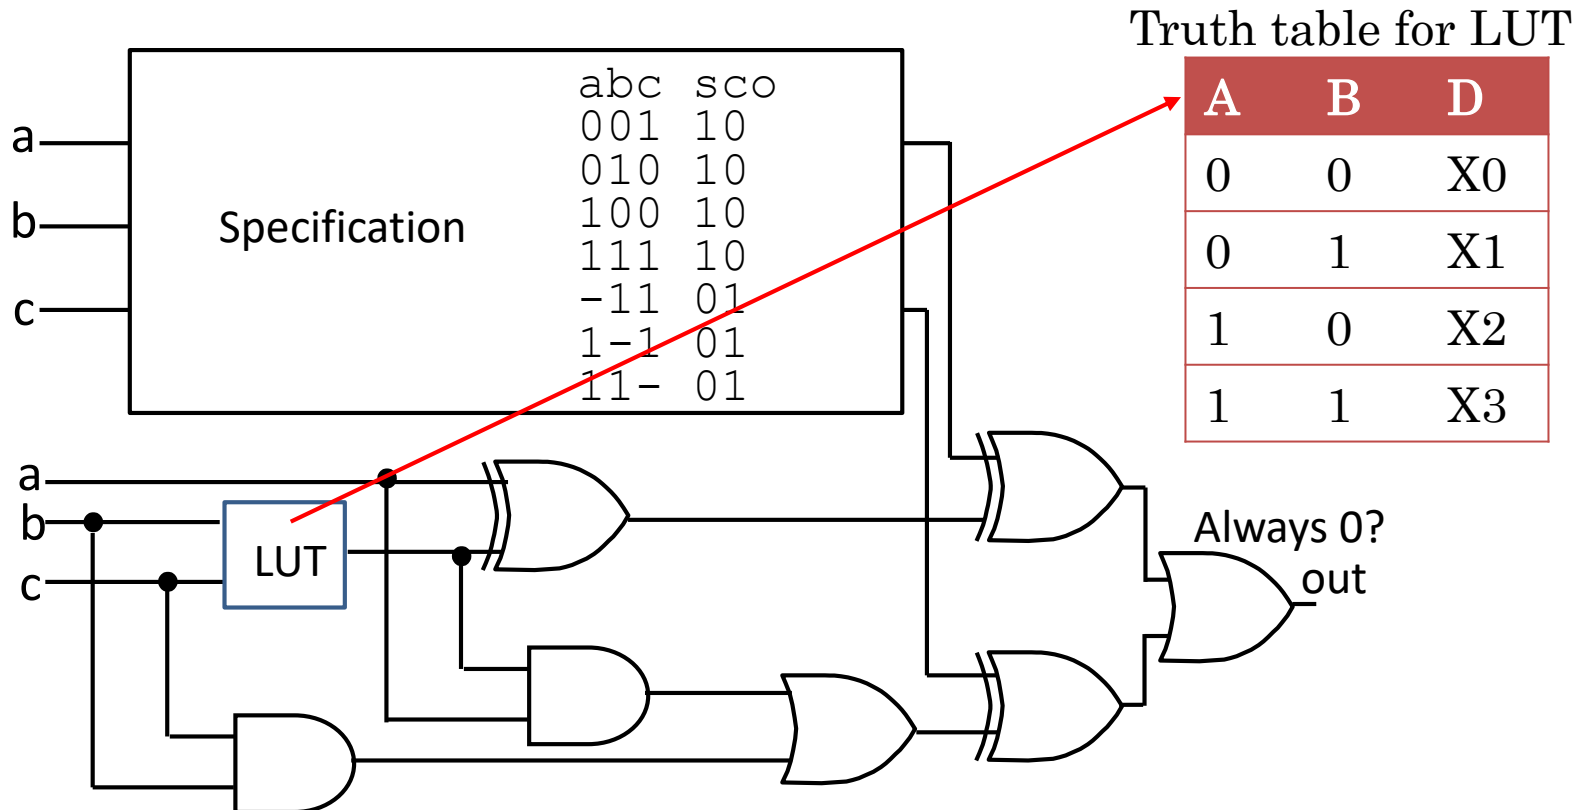 Truth table for LUT
A B D
0 0 X0
0 1 X1
1 0 X2
1 1 X3
abc sco
001 10
010 10
100 10
111 10
-11 01
1-1 01
11- 01
a
b
c
Specification
a
b
c
LUT
Always 0?
out